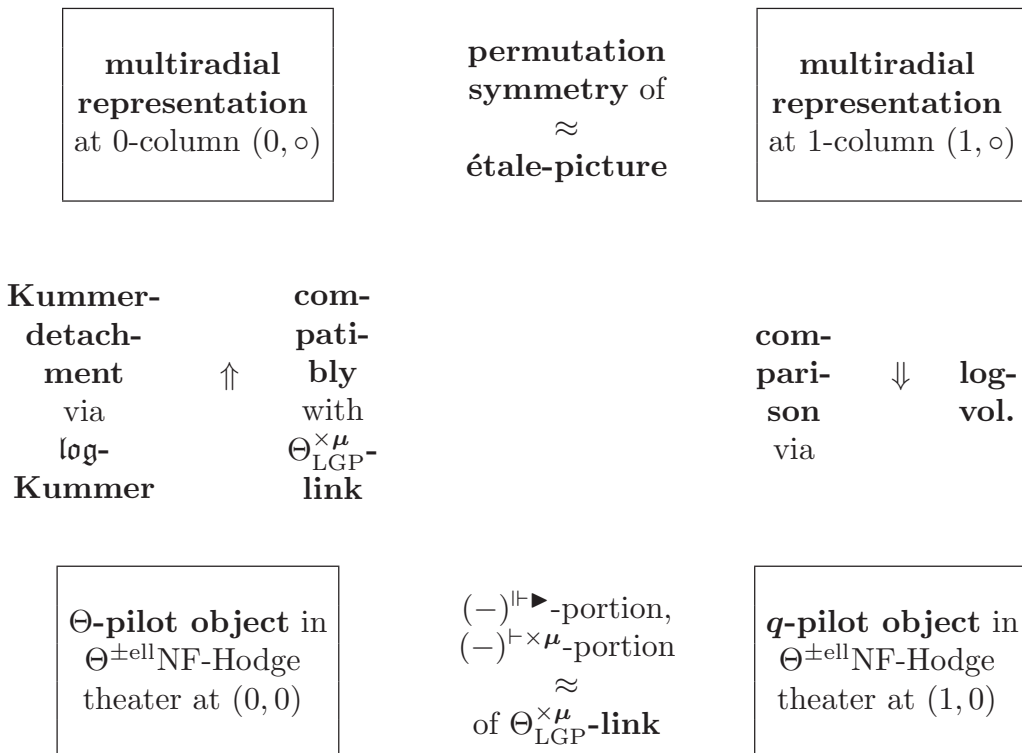 multiradial
representation
at 0-column (0, ∘)
permutation
symmetry of
≈
étale-picture
multiradial
representation
at 1-column (1, ∘)
Kummer-
detach-
ment
via
𝔩𝔬𝔤-
Kummer
⇑
com-
pati-
bly
with
Θ^{×μ}_{LGP}-
link
com-
pari-
son
via
⇓
log-
vol.
Θ-pilot object in
Θ^{±ell}NF-Hodge
theater at (0, 0)
(−)^{⊩▶}-portion,
(−)^{⊢×μ}-portion
≈
of Θ^{×μ}_{LGP}-link
q-pilot object in
Θ^{±ell}NF-Hodge
theater at (1, 0)